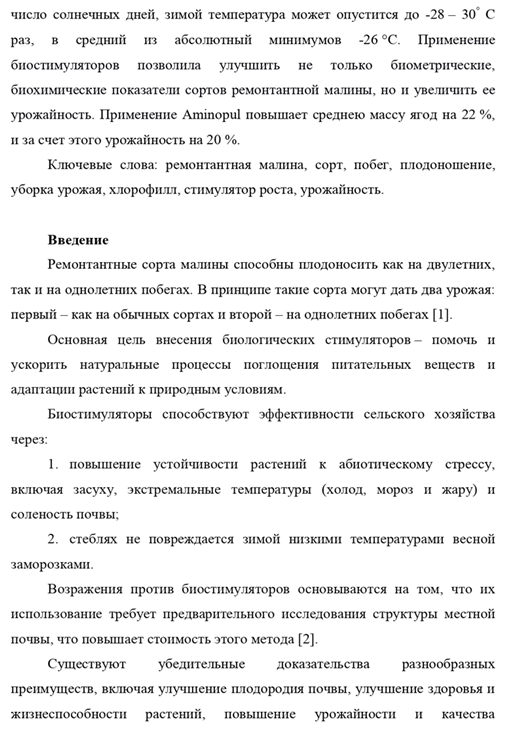 число солнечных дней, зимой температура может опустится до -28 – 30° С
раз, в средний из абсолютный минимумов -26 °С. Применение
биостимуляторов позволила улучшить не только биометрические,
биохимические показатели сортов ремонтантной малины, но и увеличить ее
урожайность. Применение Aminopul повышает среднею массу ягод на 22 %,
и за счет этого урожайность на 20 %.
Ключевые слова: ремонтантная малина, сорт, побег, плодоношение,
уборка урожая, хлорофилл, стимулятор роста, урожайность.
Введение
Ремонтантные сорта малины способны плодоносить как на двулетних,
так и на однолетних побегах. В принципе такие сорта могут дать два урожая:
первый – как на обычных сортах и второй – на однолетних побегах [1].
Основная цель внесения биологических стимуляторов – помочь и
ускорить натуральные процессы поглощения питательных веществ и
адаптации растений к природным условиям.
Биостимуляторы способствуют эффективности сельского хозяйства
через:
1. повышение устойчивости растений к абиотическому стрессу,
включая засуху, экстремальные температуры (холод, мороз и жару) и
соленость почвы;
2. стеблях не повреждается зимой низкими температурами весной
заморозками.
Возражения против биостимуляторов основываются на том, что их
использование требует предварительного исследования структуры местной
почвы, что повышает стоимость этого метода [2].
Существуют убедительные доказательства разнообразных
преимуществ, включая улучшение плодородия почвы, улучшение здоровья и
жизнеспособности растений, повышение урожайности и качества